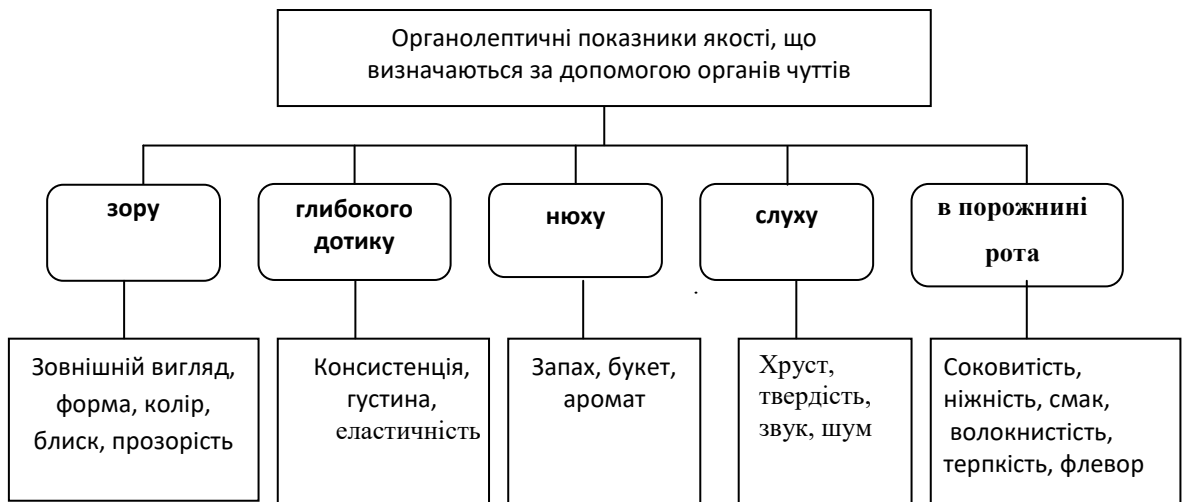 Органолептичні показники якості, що
визначаються за допомогою органів чуттів
зору
глибокого
дотику
нюху
слуху
в порожнині
рота
Зовнішній вигляд,
форма, колір,
блиск, прозорість
Консистенція,
густина,
еластичність
Запах, букет,
аромат
Хруст,
твердість,
звук, шум
Соковитість,
ніжність, смак,
волокнистість,
терпкість, флевор